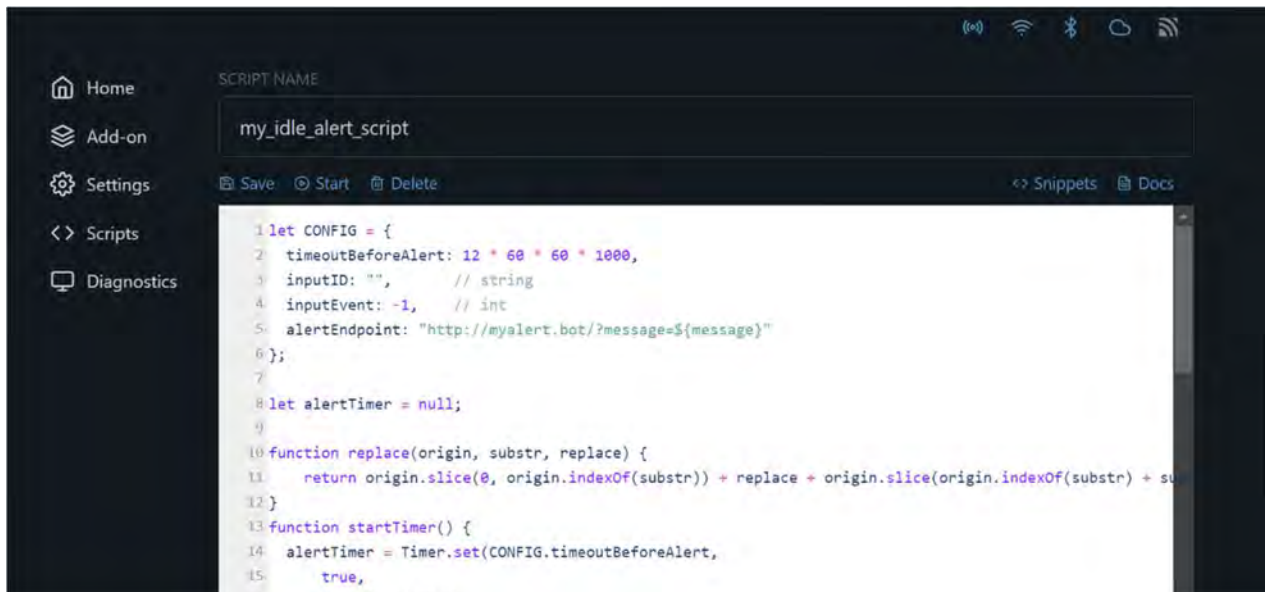 Home
Add-on
Settings
Scripts
Diagnostics
SCRIPT NAME
my_idle_alert_script
Save Start Delete
<> Snippets Docs
1 let CONFIG = {
2 timeoutBeforeAlert: 12 * 60 * 60 * 1000,
3 inputID: "", // string
4 inputEvent: -1, // int
5 alertEndpoint: "http://myalert.bot/?message=${message}"
6 };
7
8 let alertTimer = null;
9
10 function replace(origin, substr, replace) {
11 return origin.slice(0, origin.indexOf(substr)) + replace + origin.slice(origin.indexOf(substr) +
12 }
13 function startTimer() {
14 alertTimer = Timer.set(CONFIG.timeoutBeforeAlert,
15 true,